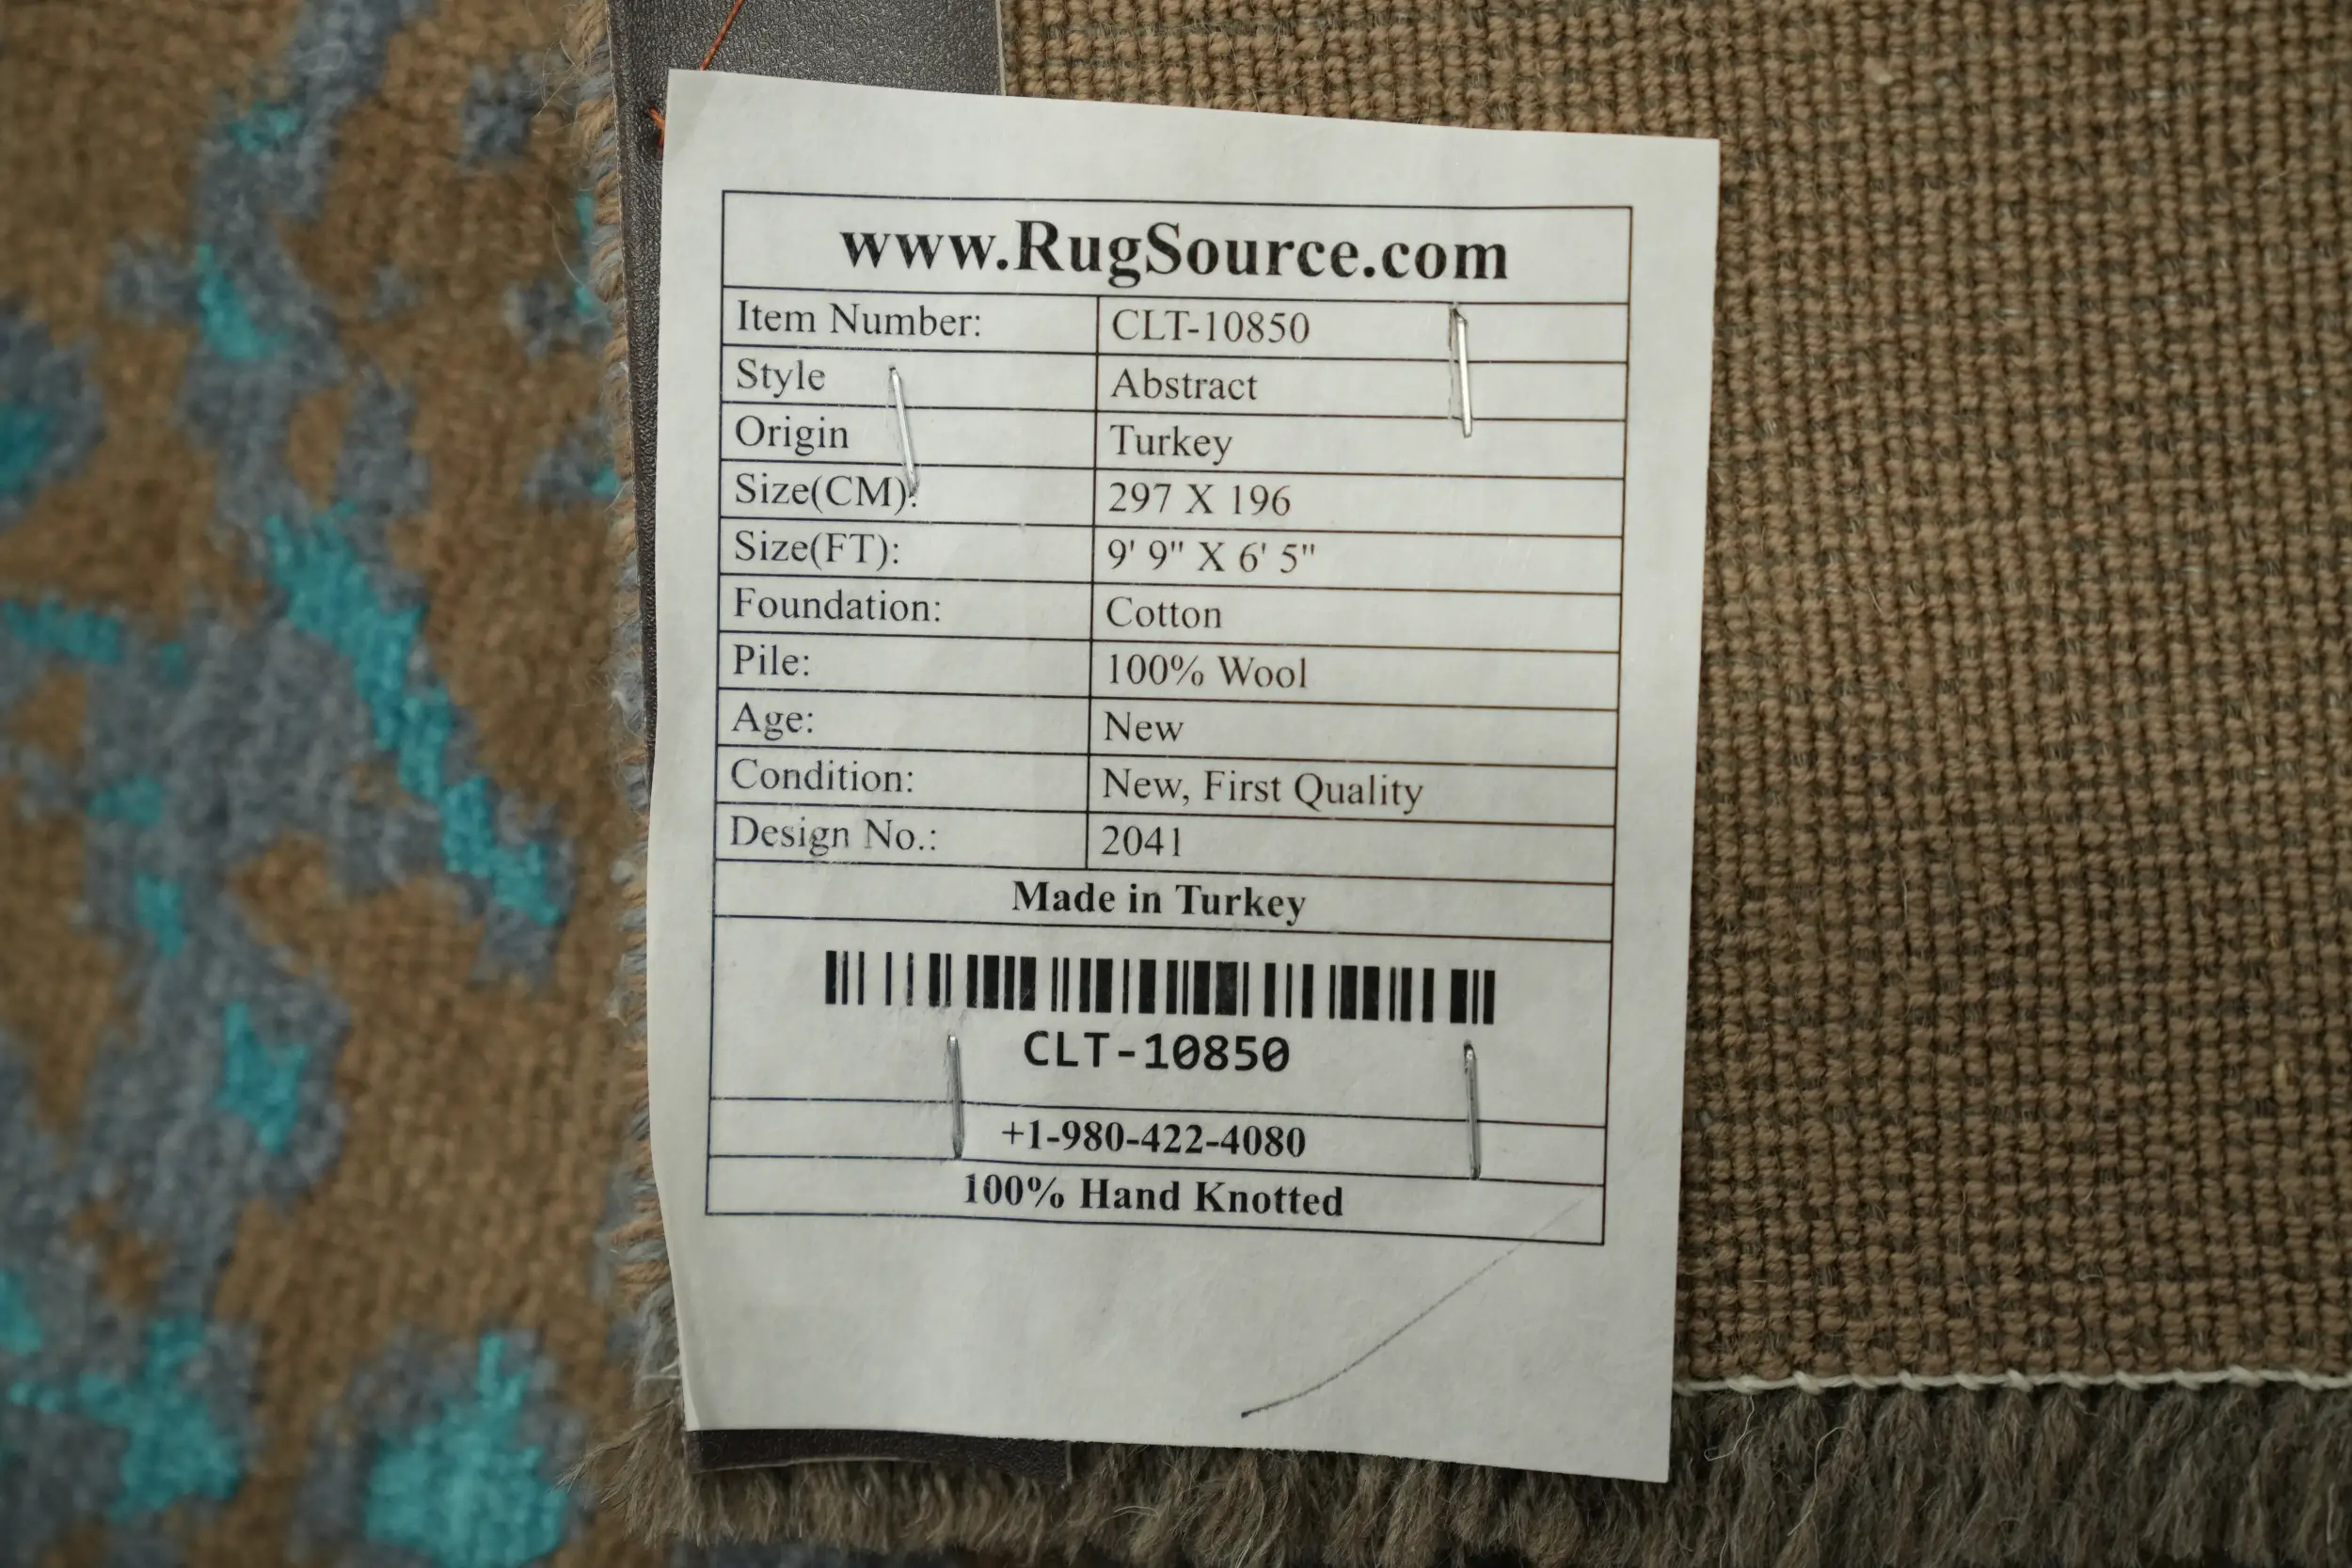 www.RugSource.com
Item Number: CLT-10850
Style Abstract
Origin Turkey
Size(CM): 297 X 196
Size(FT): 9' 9" X 6' 5"
Foundation: Cotton
Pile: 100% Wool
Age: New
Condition: New, First Quality
Design No.: 2041
Made in Turkey
CLT-10850
+1-980-422-4080
100% Hand Knotted